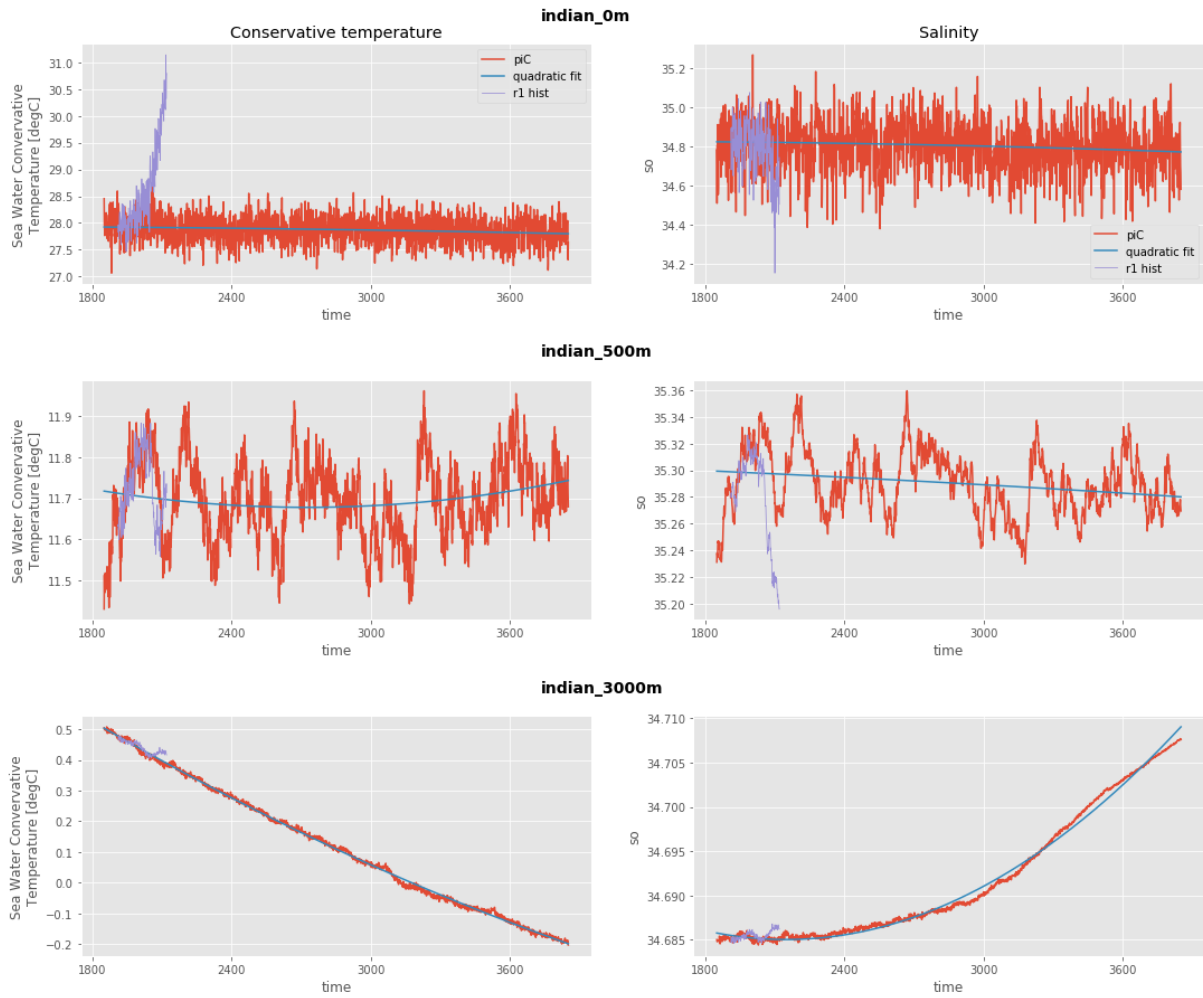 indian_0m
Conservative temperature
Salinity
Sea Water Convervative
Temperature [degC]
31.0
30.5
30.0
29.5
29.0
28.5
28.0
27.5
27.0
piC
quadratic fit
r1 hist
1800
2400
3000
3600
time
so
35.2
35.0
34.8
34.6
34.4
34.2
piC
quadratic fit
r1 hist
1800
2400
3000
3600
time
indian_500m
Sea Water Convervative
Temperature [degC]
11.9
11.8
11.7
11.6
11.5
1800
2400
3000
3600
time
so
35.36
35.34
35.32
35.30
35.28
35.26
35.24
35.22
35.20
1800
2400
3000
3600
time
indian_3000m
Sea Water Convervative
Temperature [degC]
0.5
0.4
0.3
0.2
0.1
0.0
−0.1
−0.2
1800
2400
3000
3600
time
so
34.710
34.705
34.700
34.695
34.690
34.685
1800
2400
3000
3600
time